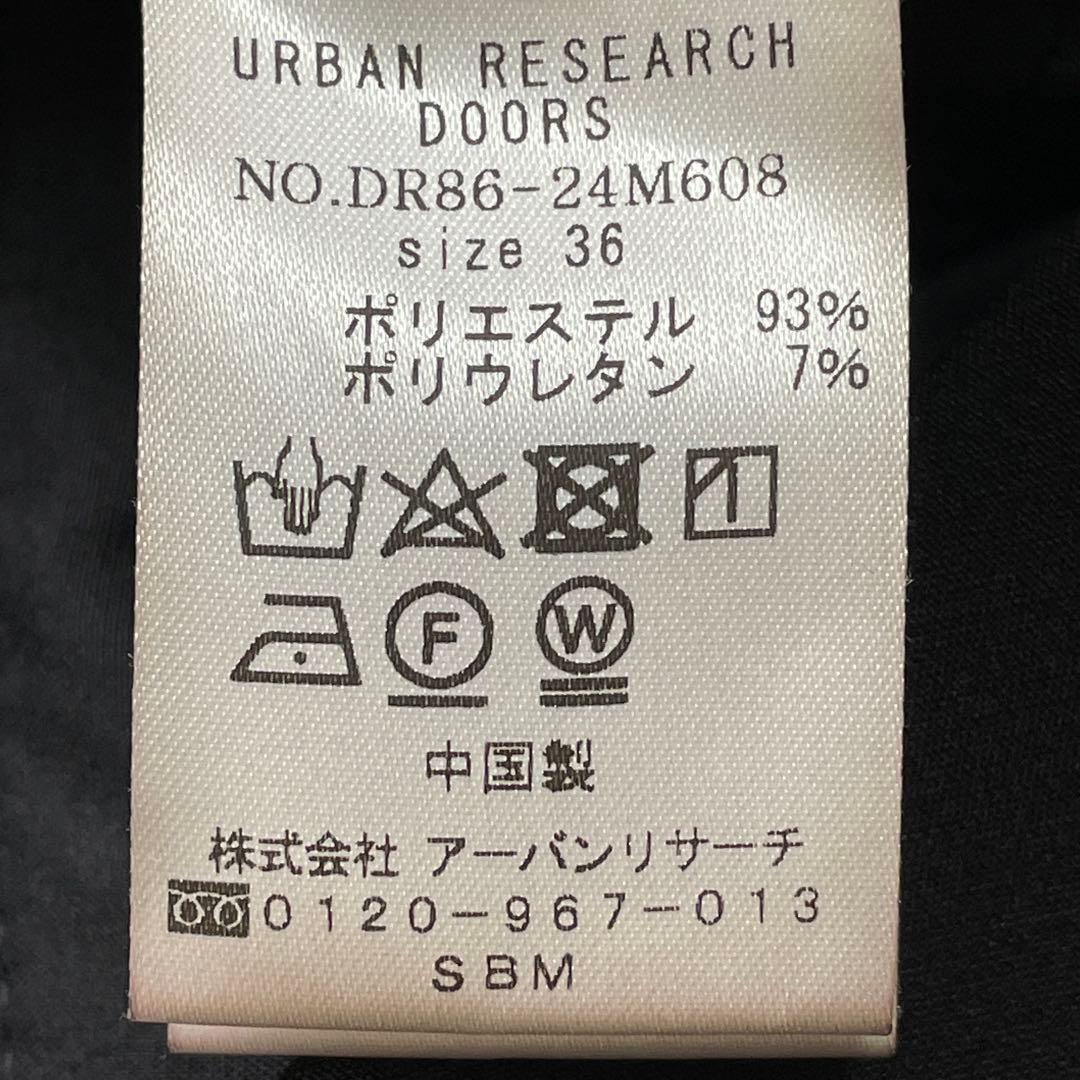 URBAN RESEARCH
DOORS
NO.DR86-24M608
size 36
ポリエステル 93%
ポリウレタン 7%
F W
中国製
株式会社 アーバンリサーチ
0120-967-013
SBM